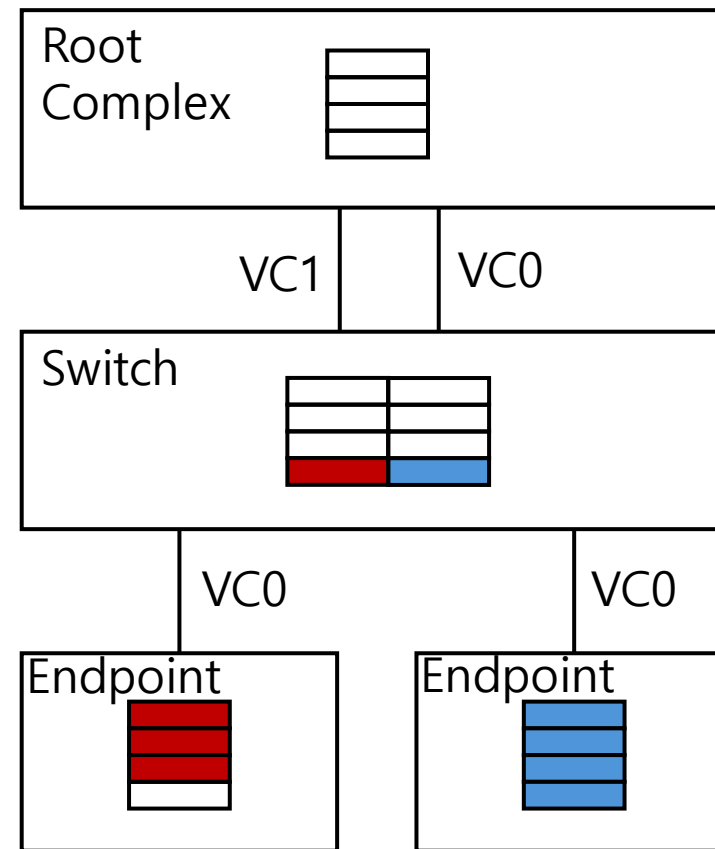 Root
Complex
VC1
VC0
Switch
VC0
VC0
Endpoint
Endpoint